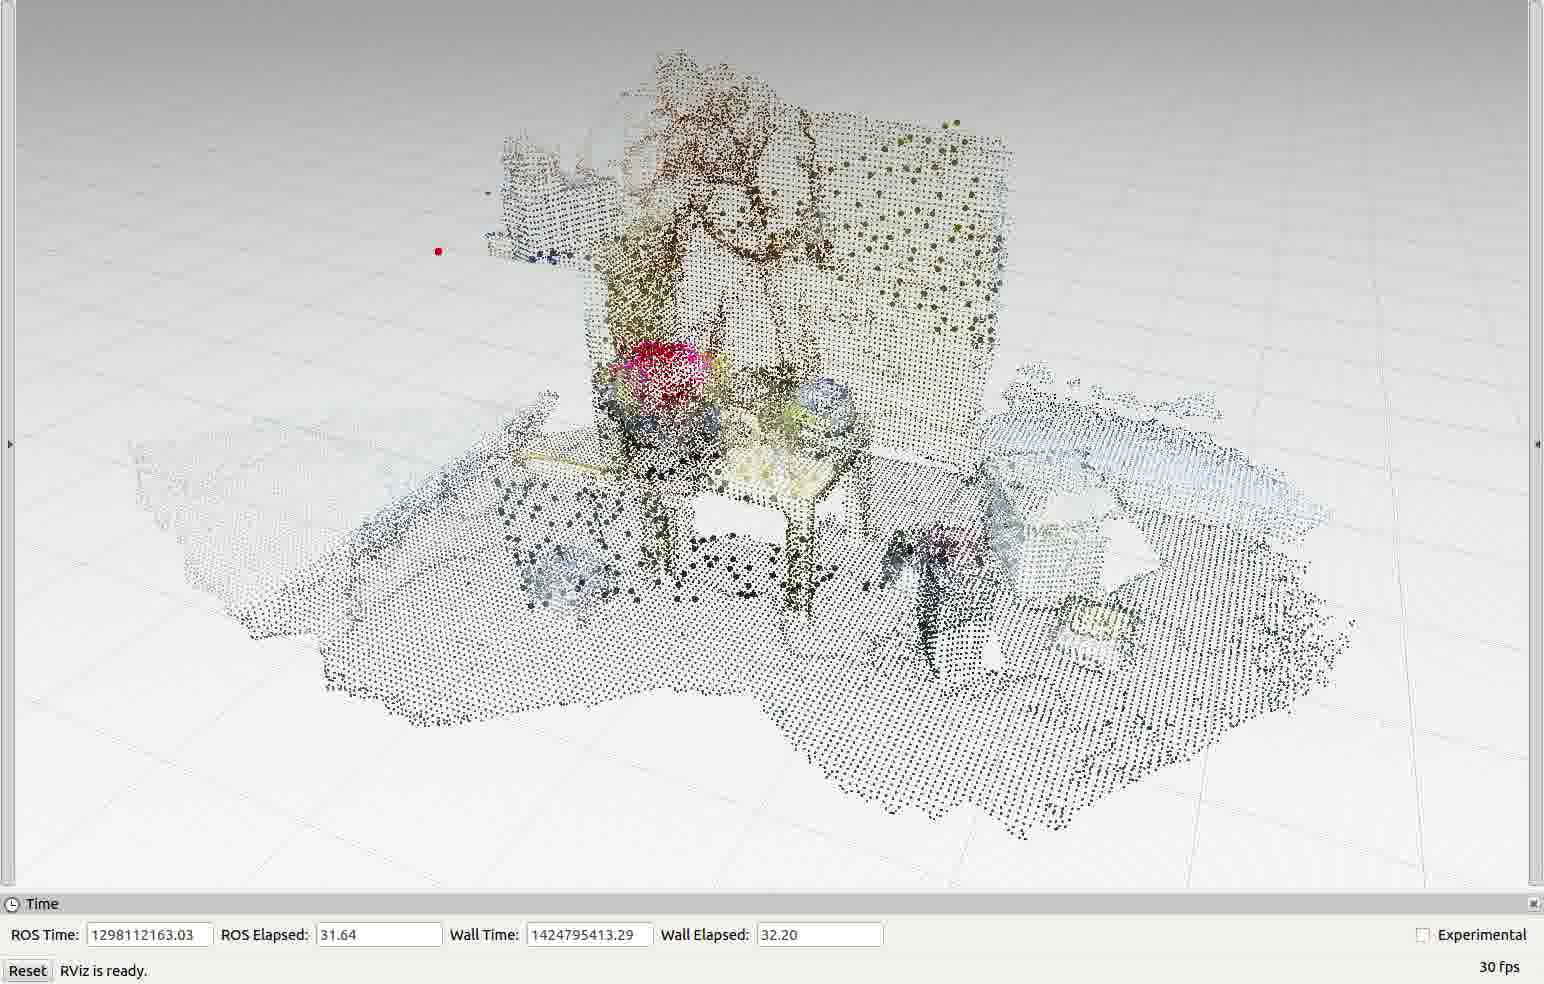 Time
ROS Time: 1298112163.03 ROS Elapsed: 31.64 Wall Time: 1424795413.29 Wall Elapsed: 32.20 Experimental
Reset RViz is ready. 30 fps